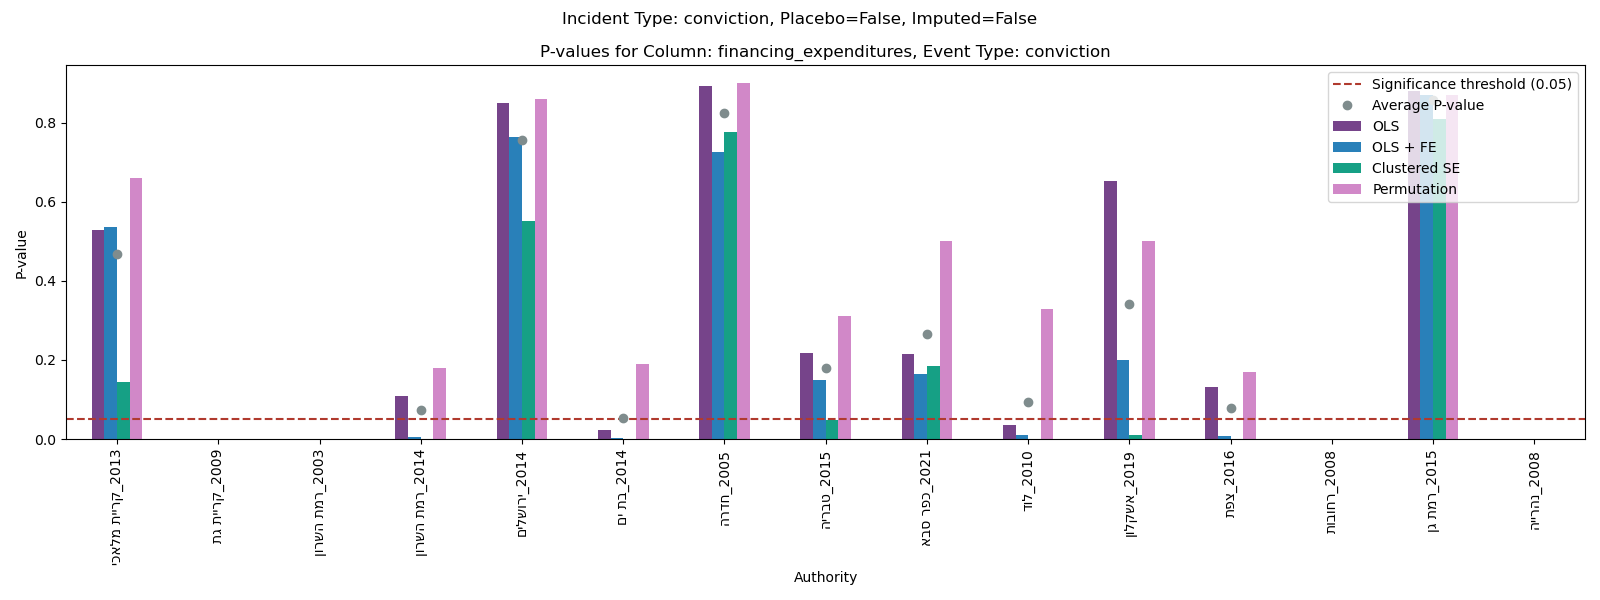 Incident Type: conviction, Placebo=False, Imputed=False
P-values for Column: financing_expenditures, Event Type: conviction
P-value
0.8
0.6
0.4
0.2
0.0
Significance threshold (0.05)
Average P-value
OLS
OLS + FE
Clustered SE
Permutation
קריית מלאכי_2013
קריית גת_2009
רמת השרון_2003
רמת השרון_2014
ירושלים_2014
בת ים_2014
חדרה_2005
טבריה_2015
כפר סבא_2021
לוד_2010
אשקלון_2019
צפת_2016
רחובות_2008
רמת גן_2015
נהרייה_2008
Authority